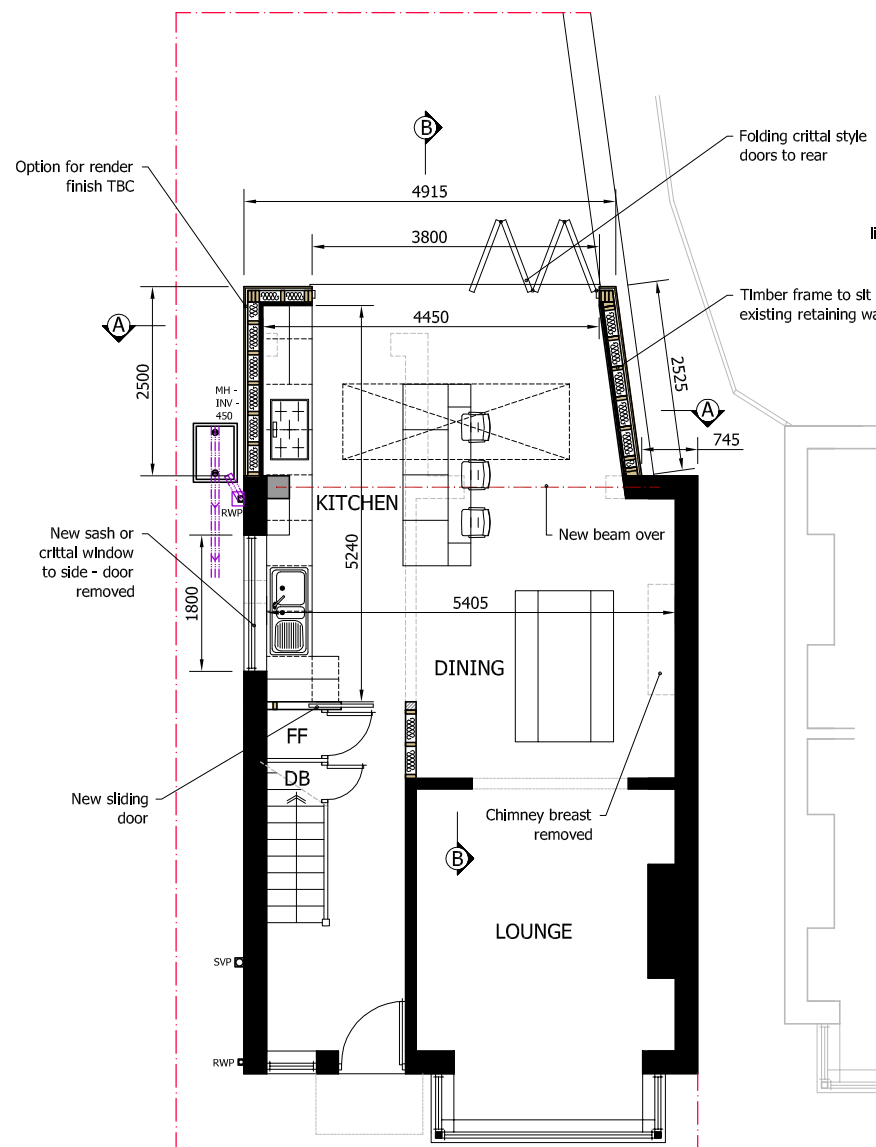 B
Folding crittal style
doors to rear
Option for render
finish TBC
4915
3800
li
Timber frame to sit
existing retaining wa
A
4450
2500
2525
MH -
INV -
450
A
745
RWP
KITCHEN
New beam over
New sash or
crittal window
to side - door
removed
5240
1800
5405
DINING
FF
DB
New sliding
door
Chimney breast
removed
B
LOUNGE
SVP
RWP